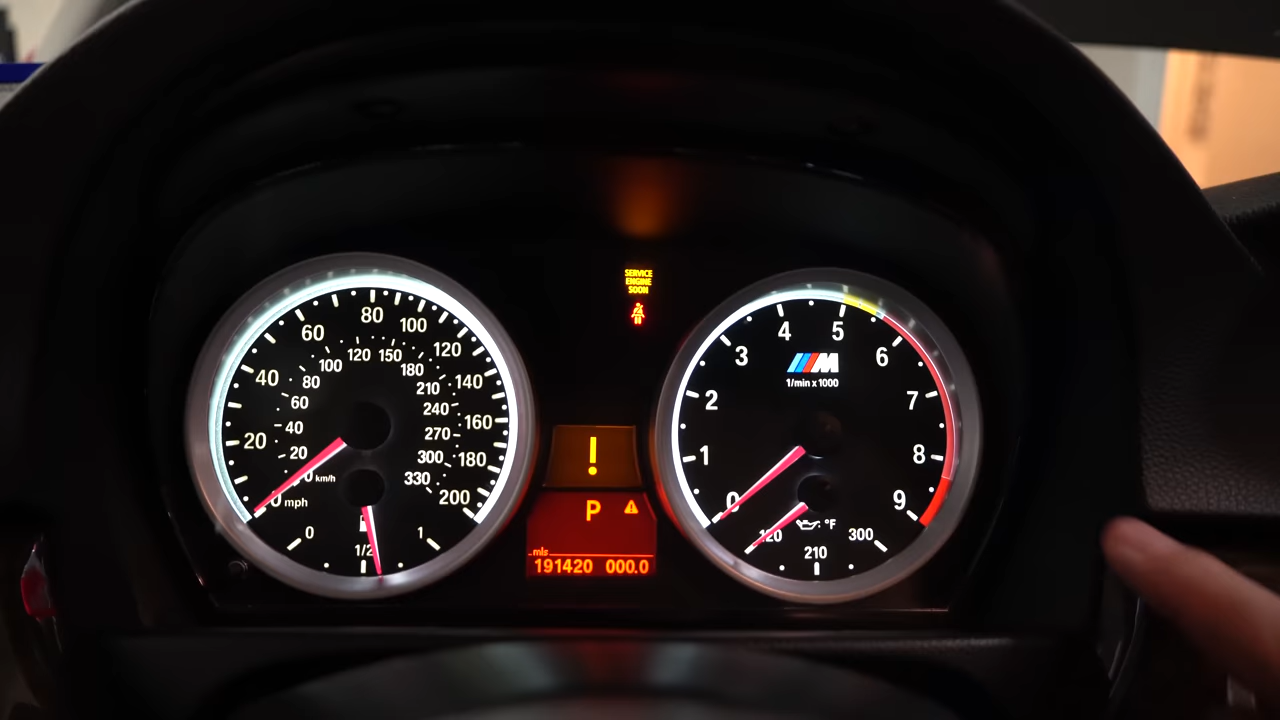 SERVICE
ENGINE
SOON
0 20 40 60 80 100 120 140 160 180 200
mph
20 40 60 80 100 120 150 180 210 240 270 300 330
km/h
0 1/2 1
!
P
mls
191420 000.0
0 1 2 3 4 5 6 7 8 9
M
1/min x 1000
°F
120 210 300